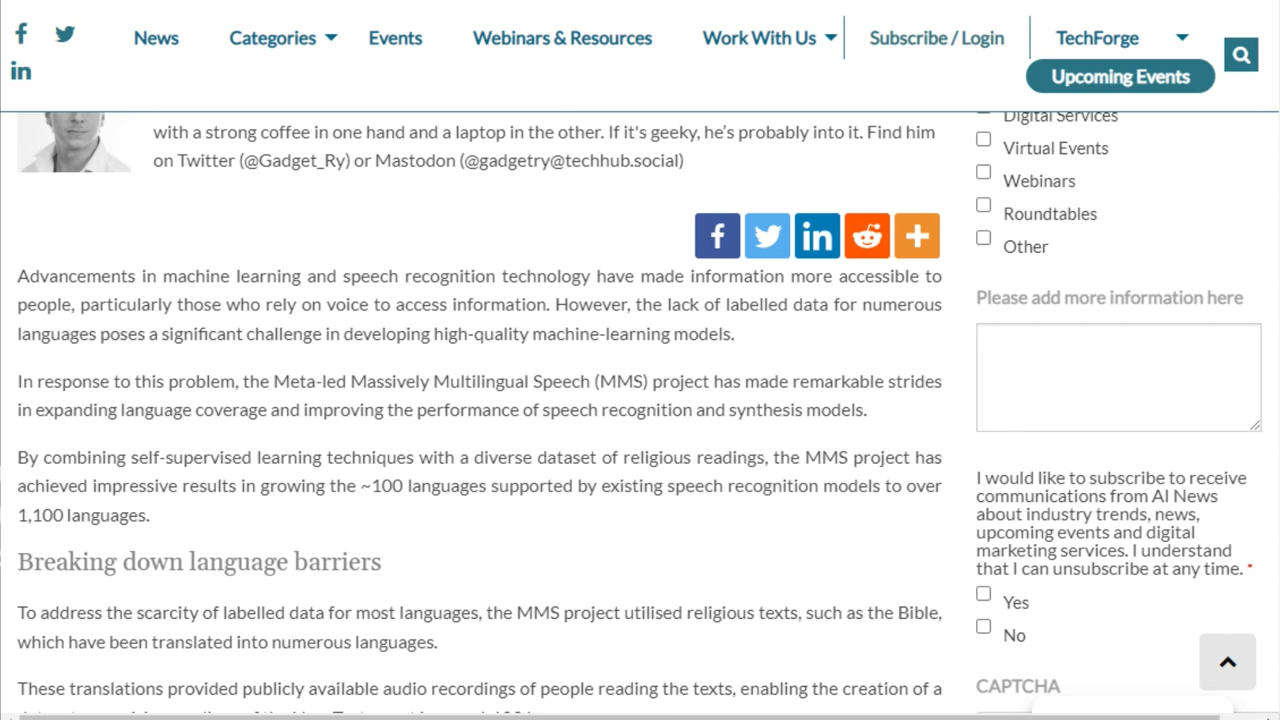 News
Categories
Events
Webinars & Resources
Work With Us
Subscribe / Login
TechForge
Upcoming Events
with a strong coffee in one hand and a laptop in the other. If it's geeky, he's probably into it. Find him
on Twitter (@Gadget_Ry) or Mastodon (@gadgetry@techhub.social)
Advancements in machine learning and speech recognition technology have made information more accessible to
people, particularly those who rely on voice to access information. However, the lack of labelled data for numerous
languages poses a significant challenge in developing high-quality machine-learning models.
In response to this problem, the Meta-led Massively Multilingual Speech (MMS) project has made remarkable strides
in expanding language coverage and improving the performance of speech recognition and synthesis models.
By combining self-supervised learning techniques with a diverse dataset of religious readings, the MMS project has
achieved impressive results in growing the ~100 languages supported by existing speech recognition models to over
1,100 languages.
Breaking down language barriers
To address the scarcity of labelled data for most languages, the MMS project utilised religious texts, such as the Bible,
which have been translated into numerous languages.
These translations provided publicly available audio recordings of people reading the texts, enabling the creation of a
Digital Services
Virtual Events
Webinars
Roundtables
Other
Please add more information here
I would like to subscribe to receive
communications from AI News
about industry trends, news,
upcoming events and digital
marketing services. I understand
that I can unsubscribe at any time. *
Yes
No
CAPTCHA